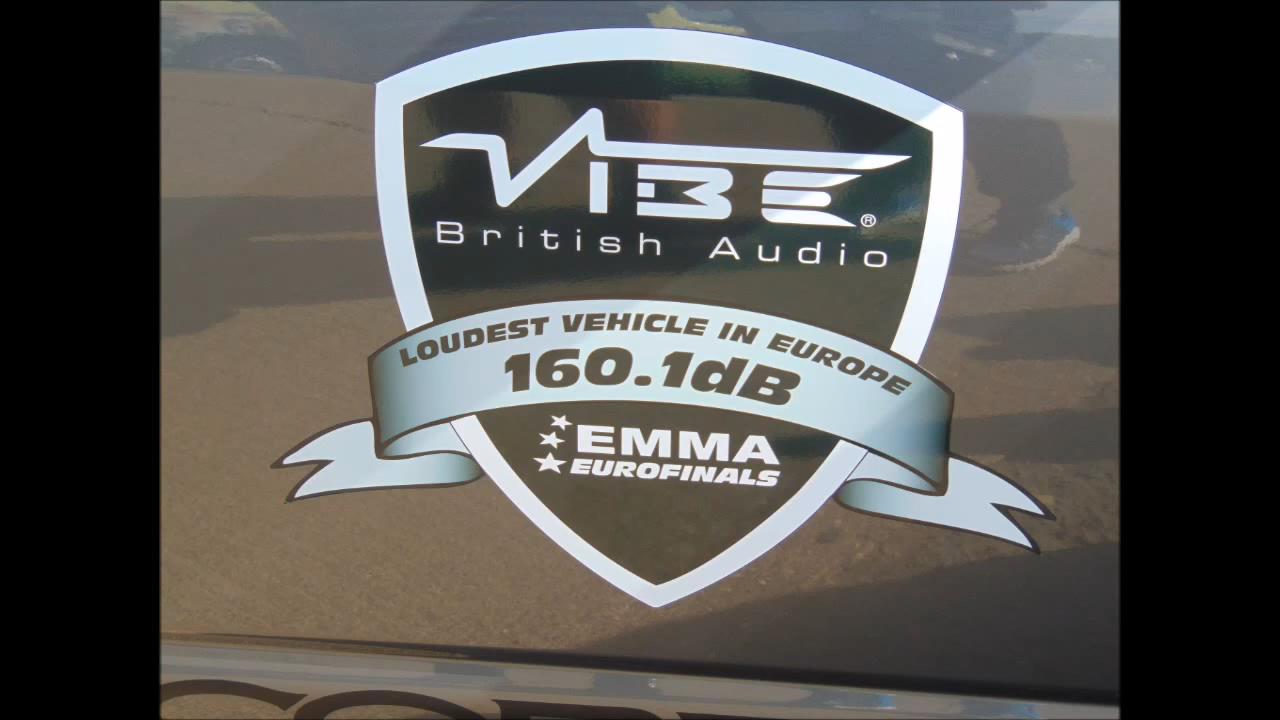 VIBE®
British Audio
LOUDEST VEHICLE IN EUROPE
160.1dB
EMMA
EUROFINALS